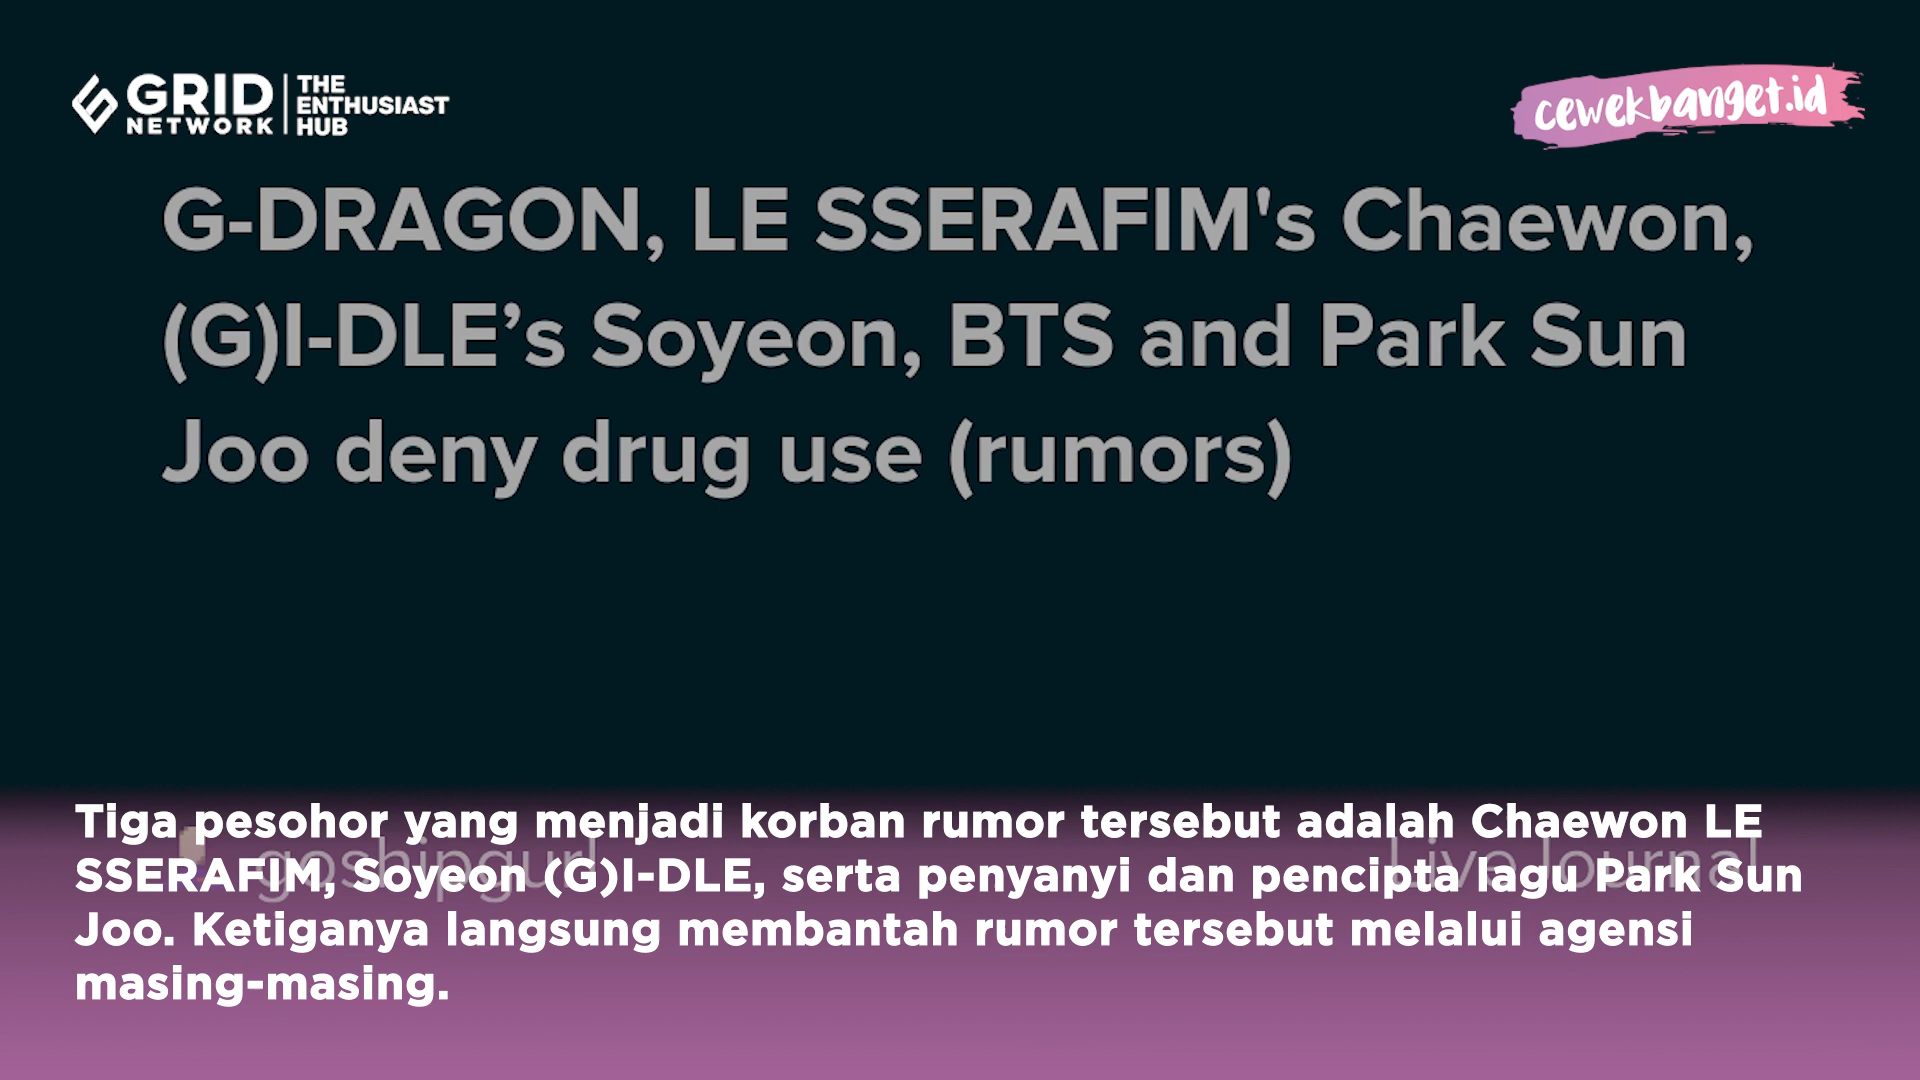 GRID
NETWORK
THE
ENTHUSIAST
HUB
cewekbanget.id
G-DRAGON, LE SSERAFIM's Chaewon,
(G)I-DLE’s Soyeon, BTS and Park Sun
Joo deny drug use (rumors)
goshipgurl
LiveJournal
Tiga pesohor yang menjadi korban rumor tersebut adalah Chaewon LE
SSERAFIM, Soyeon (G)I-DLE, serta penyanyi dan pencipta lagu Park Sun
Joo. Ketiganya langsung membantah rumor tersebut melalui agensi
masing-masing.